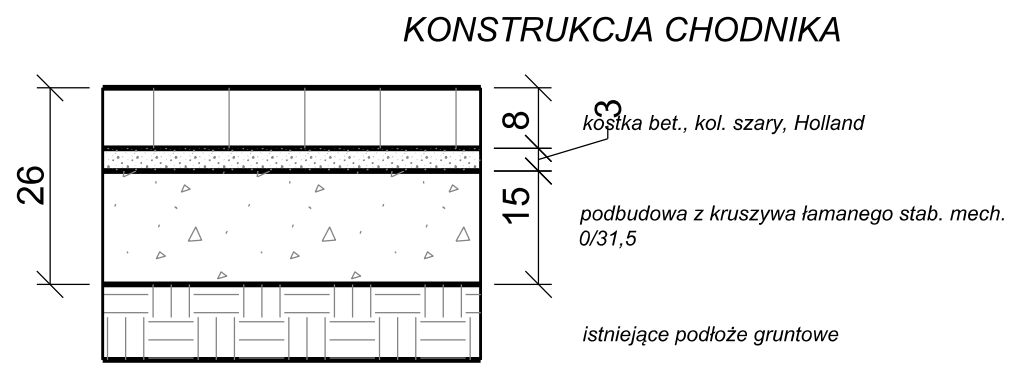 KONSTRUKCJA CHODNIKA
3
8
kostka bet., kol. szary, Holland
26
15
podbudowa z kruszywa łamanego stab. mech.
0/31,5
istniejące podłoże gruntowe